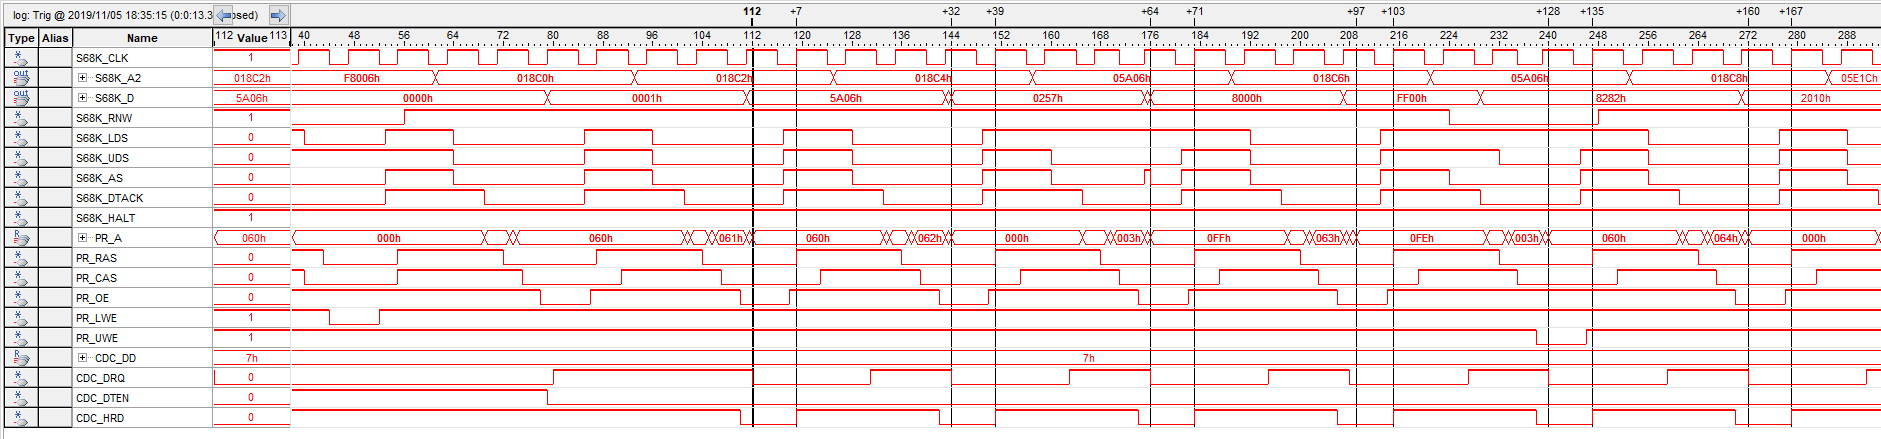 log: Trig @ 2019/11/05 18:35:15 (0:0:13.3 osed)
112 +7 +32 +39 +64 +71 +97 +103 +128 +135 +160 +167
Type Alias Name 112 Value 113 40 48 56 64 72 80 88 96 104 112 120 128 136 144 152 160 168 176 184 192 200 208 216 224 232 240 248 256 264 272 280 288
S68K_CLK 1
out S68K_A2 018C2h F8006h 018C0h 018C2h 018C4h 05A06h 018C6h 05A06h 018C8h 05E1Ch
out S68K_D 5A06h 0000h 0001h 5A06h 0257h 8000h FF00h 8282h 2010h
S68K_RNW 1
S68K_LDS 0
S68K_UDS 0
S68K_AS 0
S68K_DTACK 0
S68K_HALT 1
R PR_A 060h 000h 060h 061h 060h 062h 000h 003h 0FFh 063h 0FEh 003h 060h 064h 000h
PR_RAS 0
PR_CAS 0
PR_OE 0
PR_LWE 1
PR_UWE 1
R CDC_DD 7h 7h
CDC_DRQ 0
CDC_DTEN 0
CDC_HRD 0